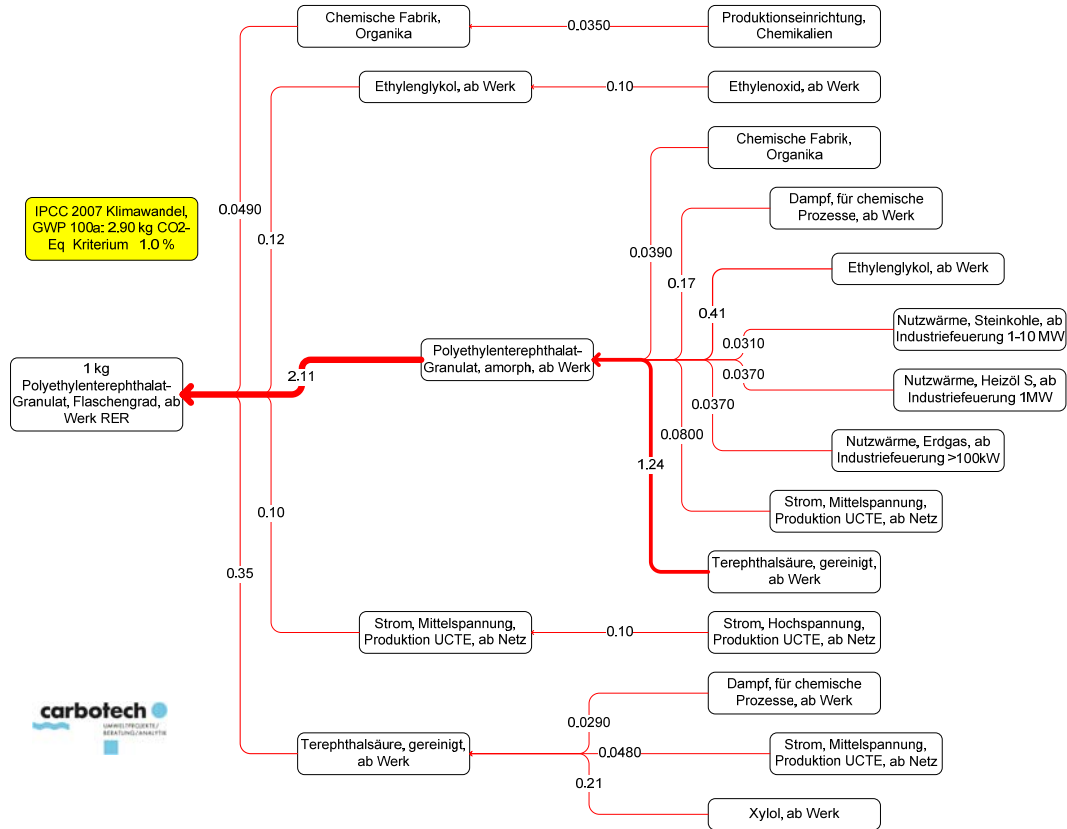 Chemische Fabrik,
Organika
0.0350
Produktionseinrichtung,
Chemikalien
Ethylenglykol, ab Werk
0.10
Ethylenoxid, ab Werk
Chemische Fabrik,
Organika
IPCC 2007 Klimawandel,
GWP 100a: 2.90 kg CO2-
Eq Kriterium 1.0 %
0.0490
0.12
0.0390
0.17
Dampf, für chemische
Prozesse, ab Werk
0.41
Ethylenglykol, ab Werk
0.0310
Nutzwärme, Steinkohle, ab
Industriefeuerung 1-10 MW
1 kg
Polyethylenterephthalat-
Granulat, Flaschengrad, ab
Werk RER
2.11
Polyethylenterephthalat-
Granulat, amorph, ab Werk
0.0370
Nutzwärme, Heizöl S, ab
Industriefeuerung 1MW
0.0370
Nutzwärme, Erdgas, ab
Industriefeuerung >100kW
0.0800
1.24
Strom, Mittelspannung,
Produktion UCTE, ab Netz
0.10
0.35
Terephthalsäure, gereinigt,
ab Werk
Strom, Mittelspannung,
Produktion UCTE, ab Netz
0.10
Strom, Hochspannung,
Produktion UCTE, ab Netz
carbotech
UMWELTPROJEKTE/
BERATUNG/ANALYTIK
Dampf, für chemische
Prozesse, ab Werk
0.0290
Terephthalsäure, gereinigt,
ab Werk
0.0480
Strom, Mittelspannung,
Produktion UCTE, ab Netz
0.21
Xylol, ab Werk